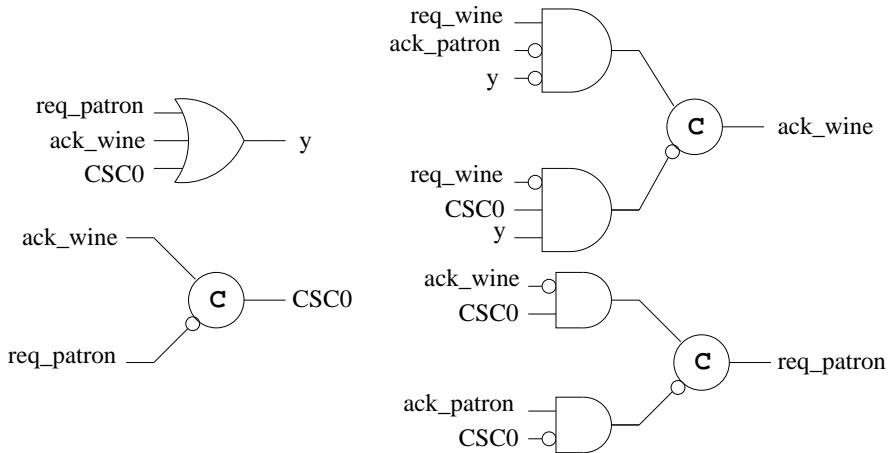 req_patron
ack_wine
CSC0
y
ack_wine
req_patron
C
CSC0
req_wine
ack_patron
y
req_wine
CSC0
y
C
ack_wine
ack_wine
CSC0
ack_patron
CSC0
C
req_patron